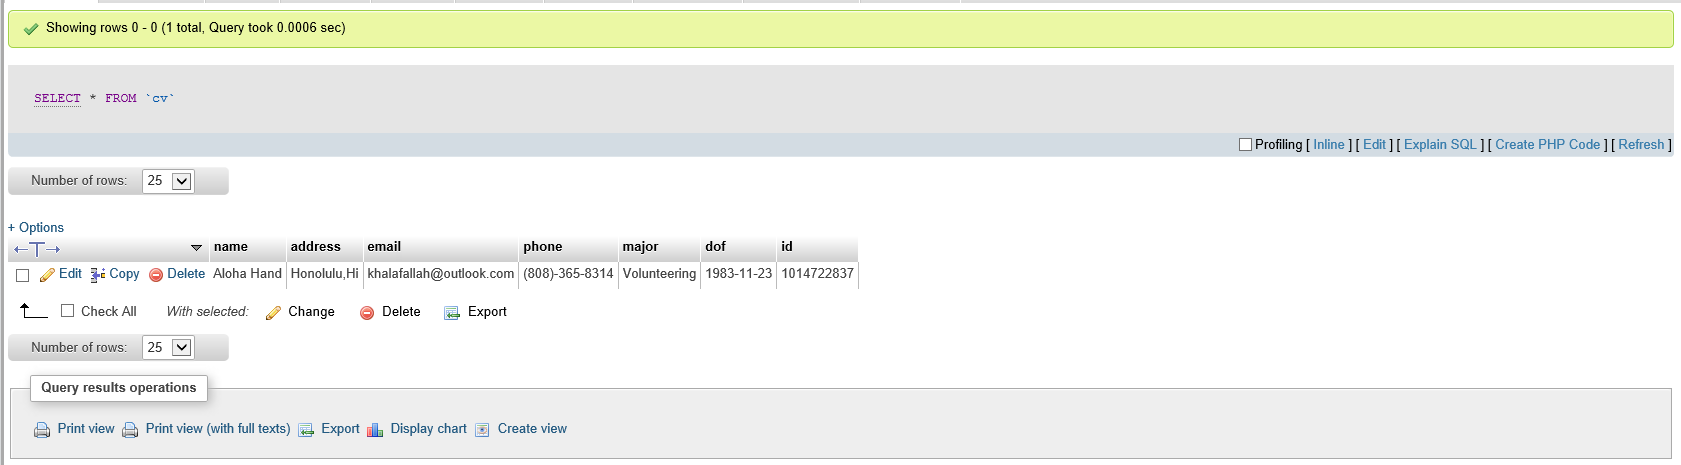 Showing rows 0 - 0 (1 total, Query took 0.0006 sec)
SELECT * FROM `cv`
Profiling [ Inline ] [ Edit ] [ Explain SQL ] [ Create PHP Code ] [ Refresh ]
Number of rows: 25
+ Options
name address email phone major dof id
Edit Copy Delete Aloha Hand Honolulu,Hi khalafallah@outlook.com (808)-365-8314 Volunteering 1983-11-23 1014722837
Check All With selected: Change Delete Export
Number of rows: 25
Query results operations
Print view Print view (with full texts) Export Display chart Create view